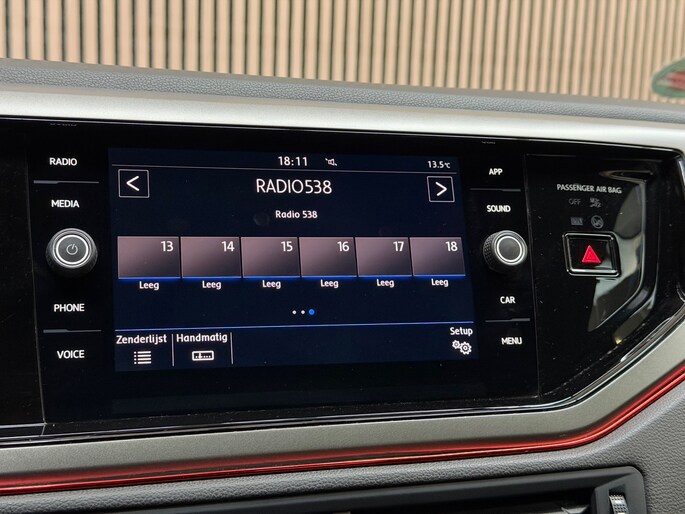 RADIO
MEDIA
PHONE
VOICE
18:11
13.5°C
<
RADIO538
>
Radio 538
13 14 15 16 17 18
Leeg Leeg Leeg Leeg Leeg Leeg
Zenderlijst Handmatig Setup
APP
SOUND
CAR
MENU
PASSENGER AIR BAG
OFF